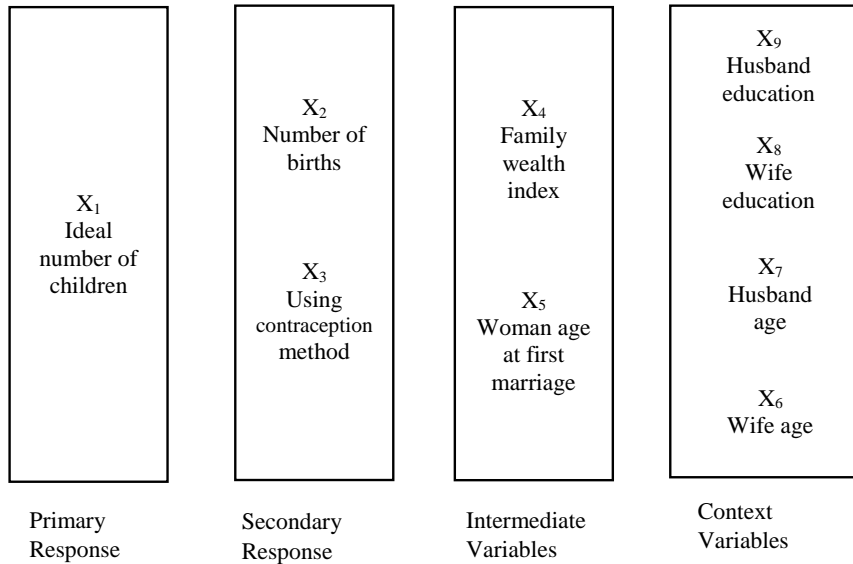 X₁
Ideal
number of
children
X₂
Number of
births
X₃
Using
contraception
method
X₄
Family
wealth
index
X₅
Woman age
at first
marriage
X₉
Husband
education
X₈
Wife
education
X₇
Husband
age
X₆
Wife age
Primary
Response
Secondary
Response
Intermediate
Variables
Context
Variables